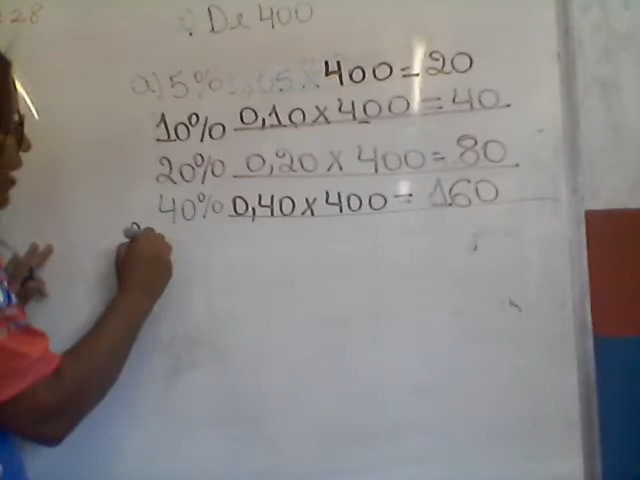 28
De 400
a) 5% 0,05 x 400 = 20
10% 0,10 x 400 = 40
20% 0,20 x 400 = 80
40% 0,40 x 400 = 160